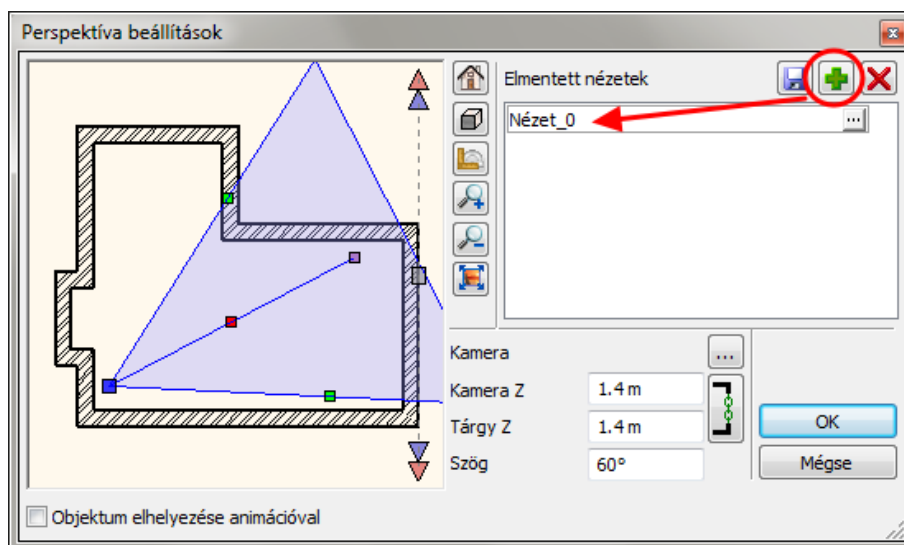 Perspektíva beállítások
Elmentett nézetek
Nézet_0
...
Kamera
...
Kamera Z
1.4 m
Tárgy Z
1.4 m
Szög
60°
OK
Mégse
Objektum elhelyezése animációval